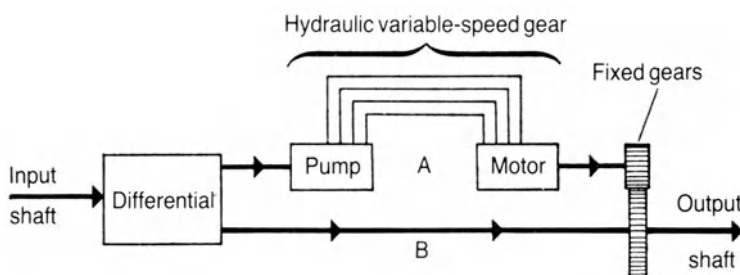 Hydraulic variable-speed gear
Fixed gears
Pump
A
Motor
Input
shaft
Differential
B
Output
shaft